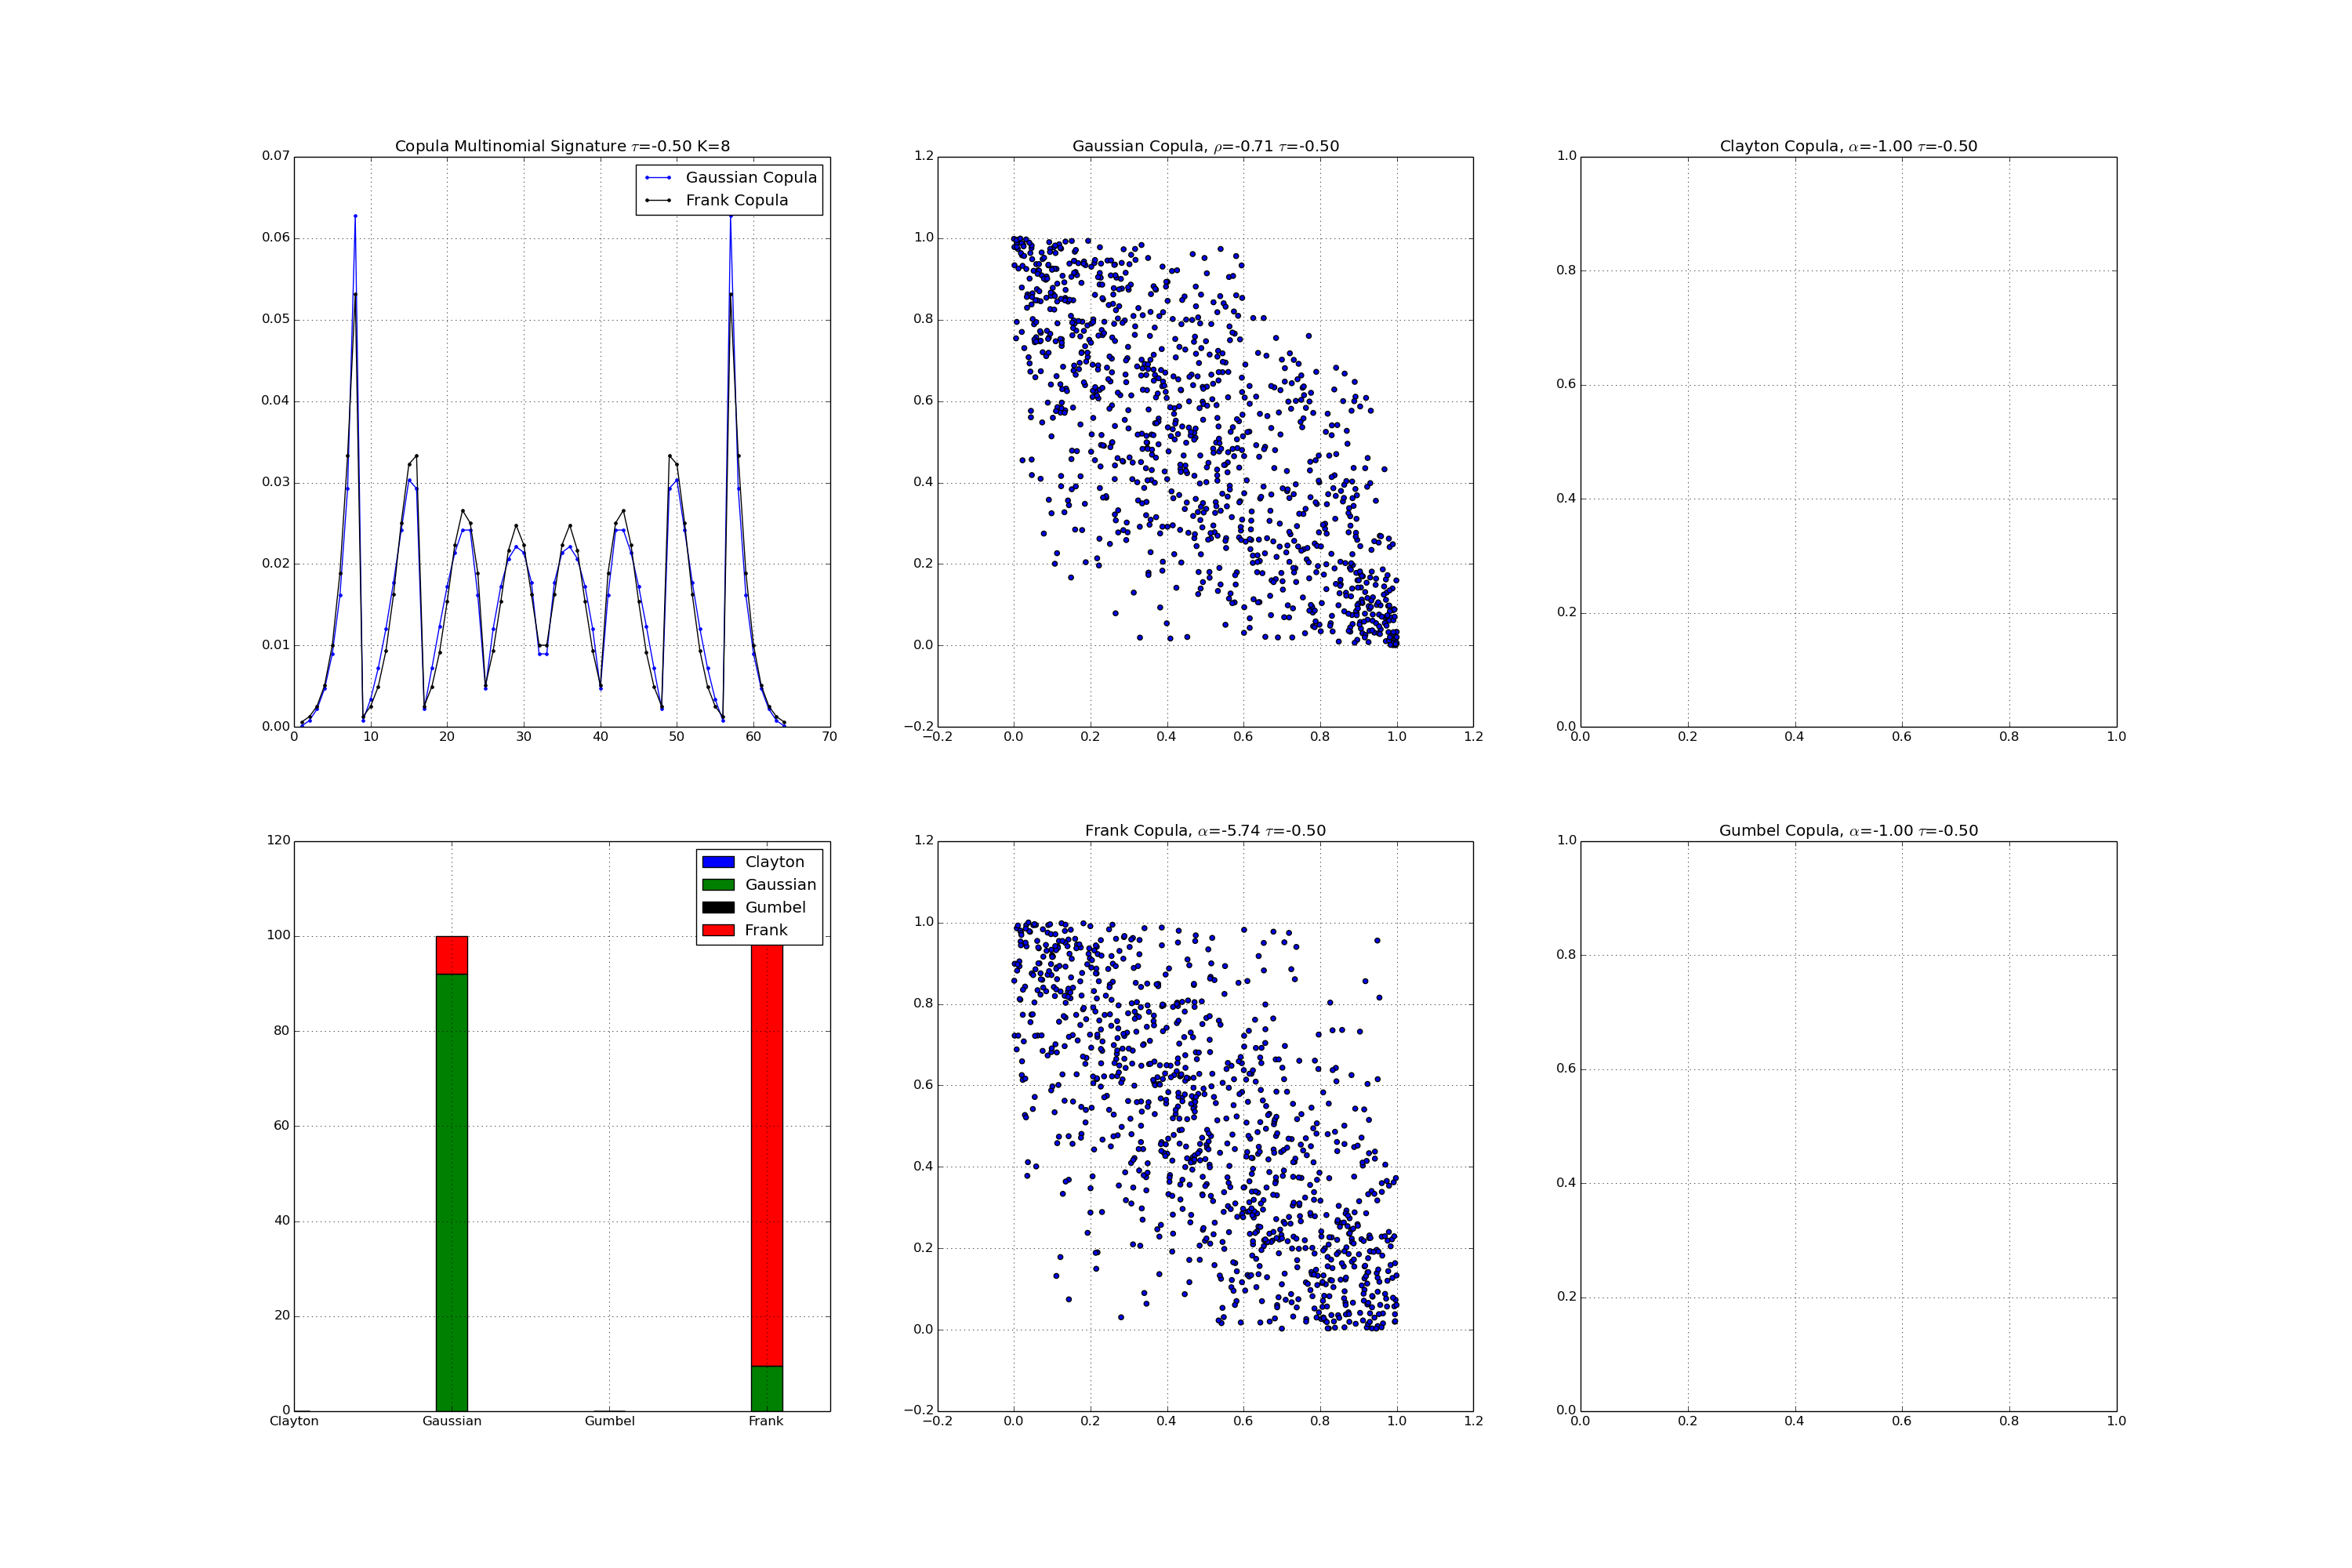 Copula Multinomial Signature τ=-0.50 K=8
0.07
0.06
0.05
0.04
0.03
0.02
0.01
0.00
0 10 20 30 40 50 60 70
Gaussian Copula
Frank Copula
Gaussian Copula, ρ=-0.71 τ=-0.50
1.2
1.0
0.8
0.6
0.4
0.2
0.0
−0.2
−0.2 0.0 0.2 0.4 0.6 0.8 1.0 1.2
Clayton Copula, α=-1.00 τ=-0.50
1.0
0.8
0.6
0.4
0.2
0.0
0.0 0.2 0.4 0.6 0.8 1.0
120
100
80
60
40
20
0
Clayton Gaussian Gumbel Frank
Clayton
Gaussian
Gumbel
Frank
Frank Copula, α=-5.74 τ=-0.50
1.2
1.0
0.8
0.6
0.4
0.2
0.0
−0.2
−0.2 0.0 0.2 0.4 0.6 0.8 1.0 1.2
Gumbel Copula, α=-1.00 τ=-0.50
1.0
0.8
0.6
0.4
0.2
0.0
0.0 0.2 0.4 0.6 0.8 1.0